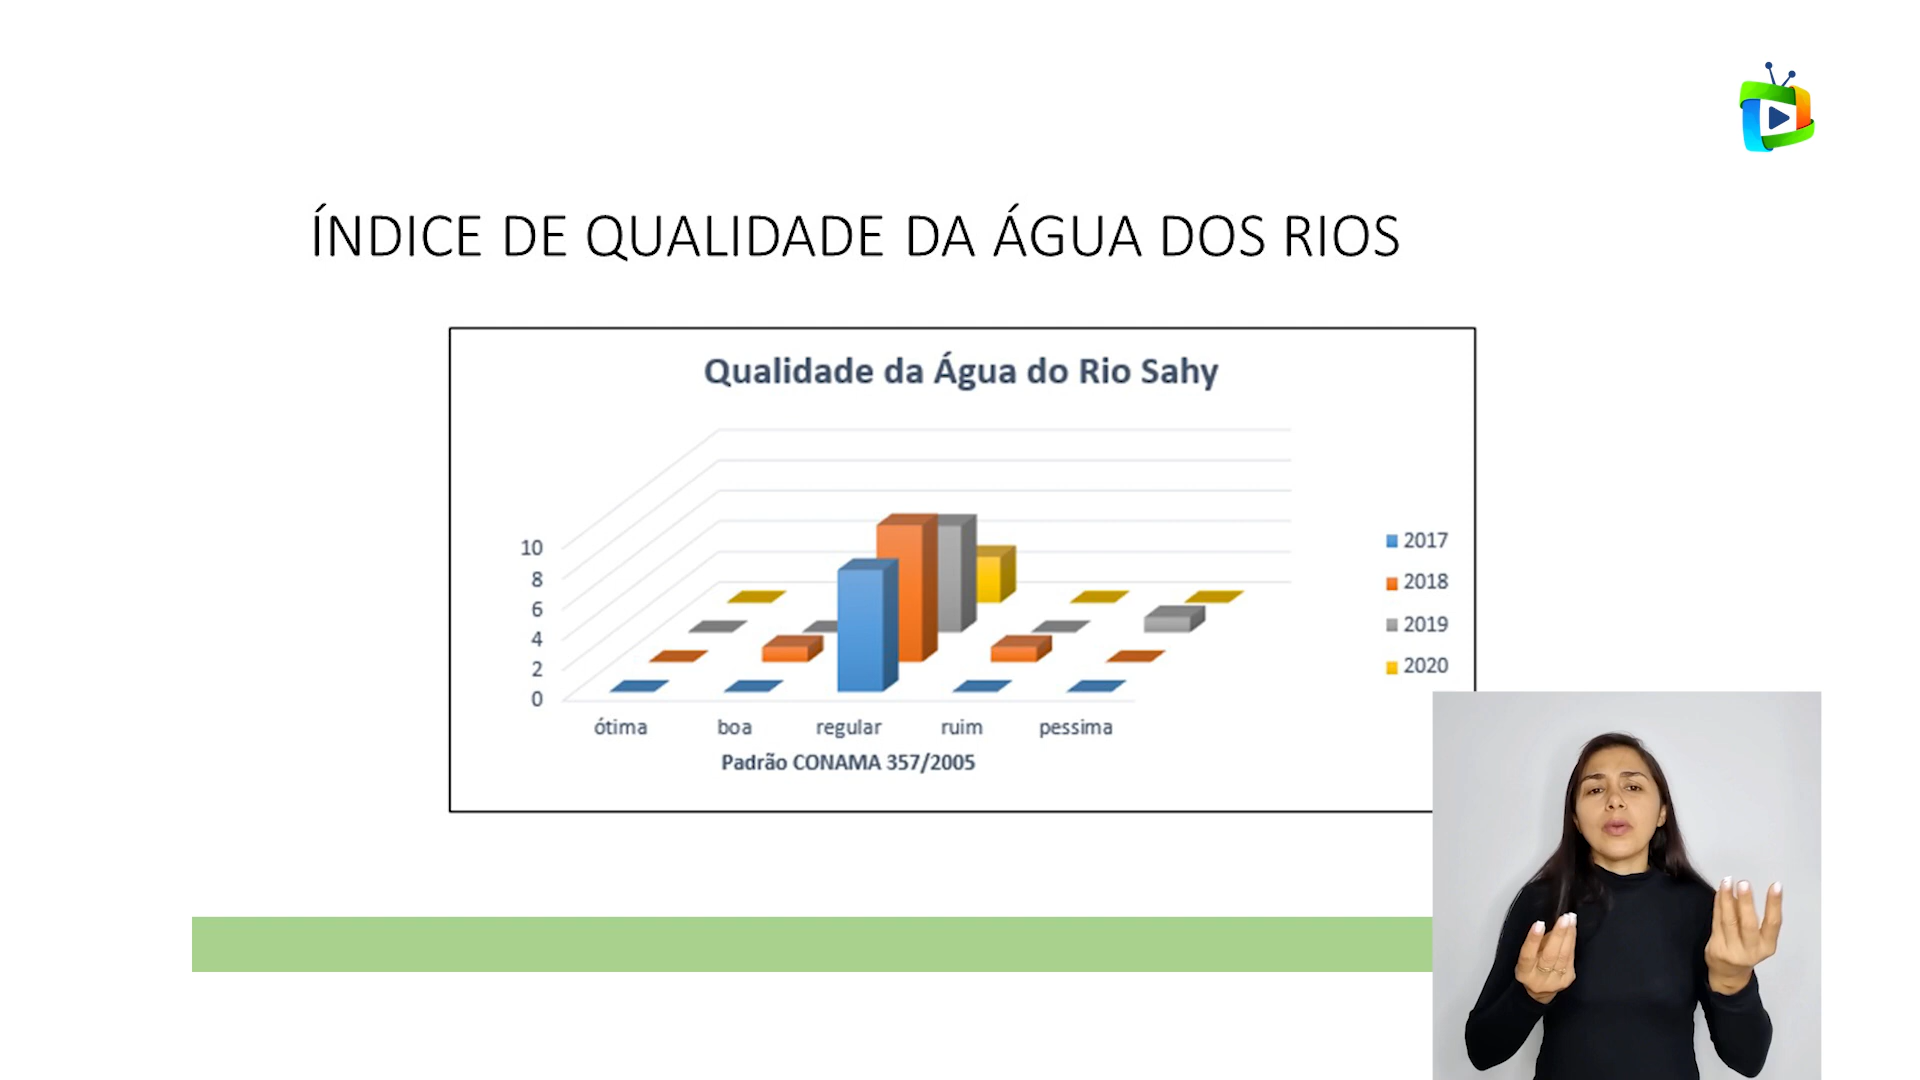 ÍNDICE DE QUALIDADE DA ÁGUA DOS RIOS
Qualidade da Água do Rio Sahy
10
8
6
4
2
0
ótima boa regular ruim pessima
Padrão CONAMA 357/2005
2017
2018
2019
2020